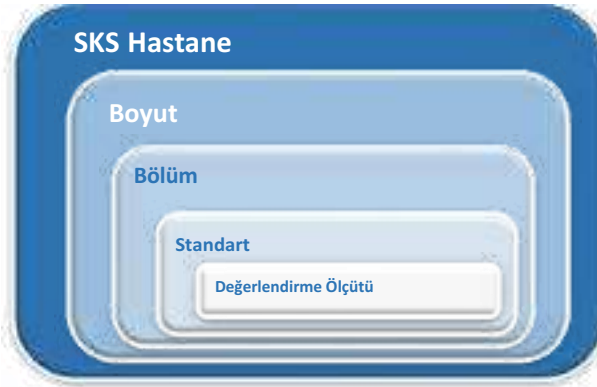 SKS Hastane
Boyut
Bölüm
Standart
Değerlendirme Ölçütü